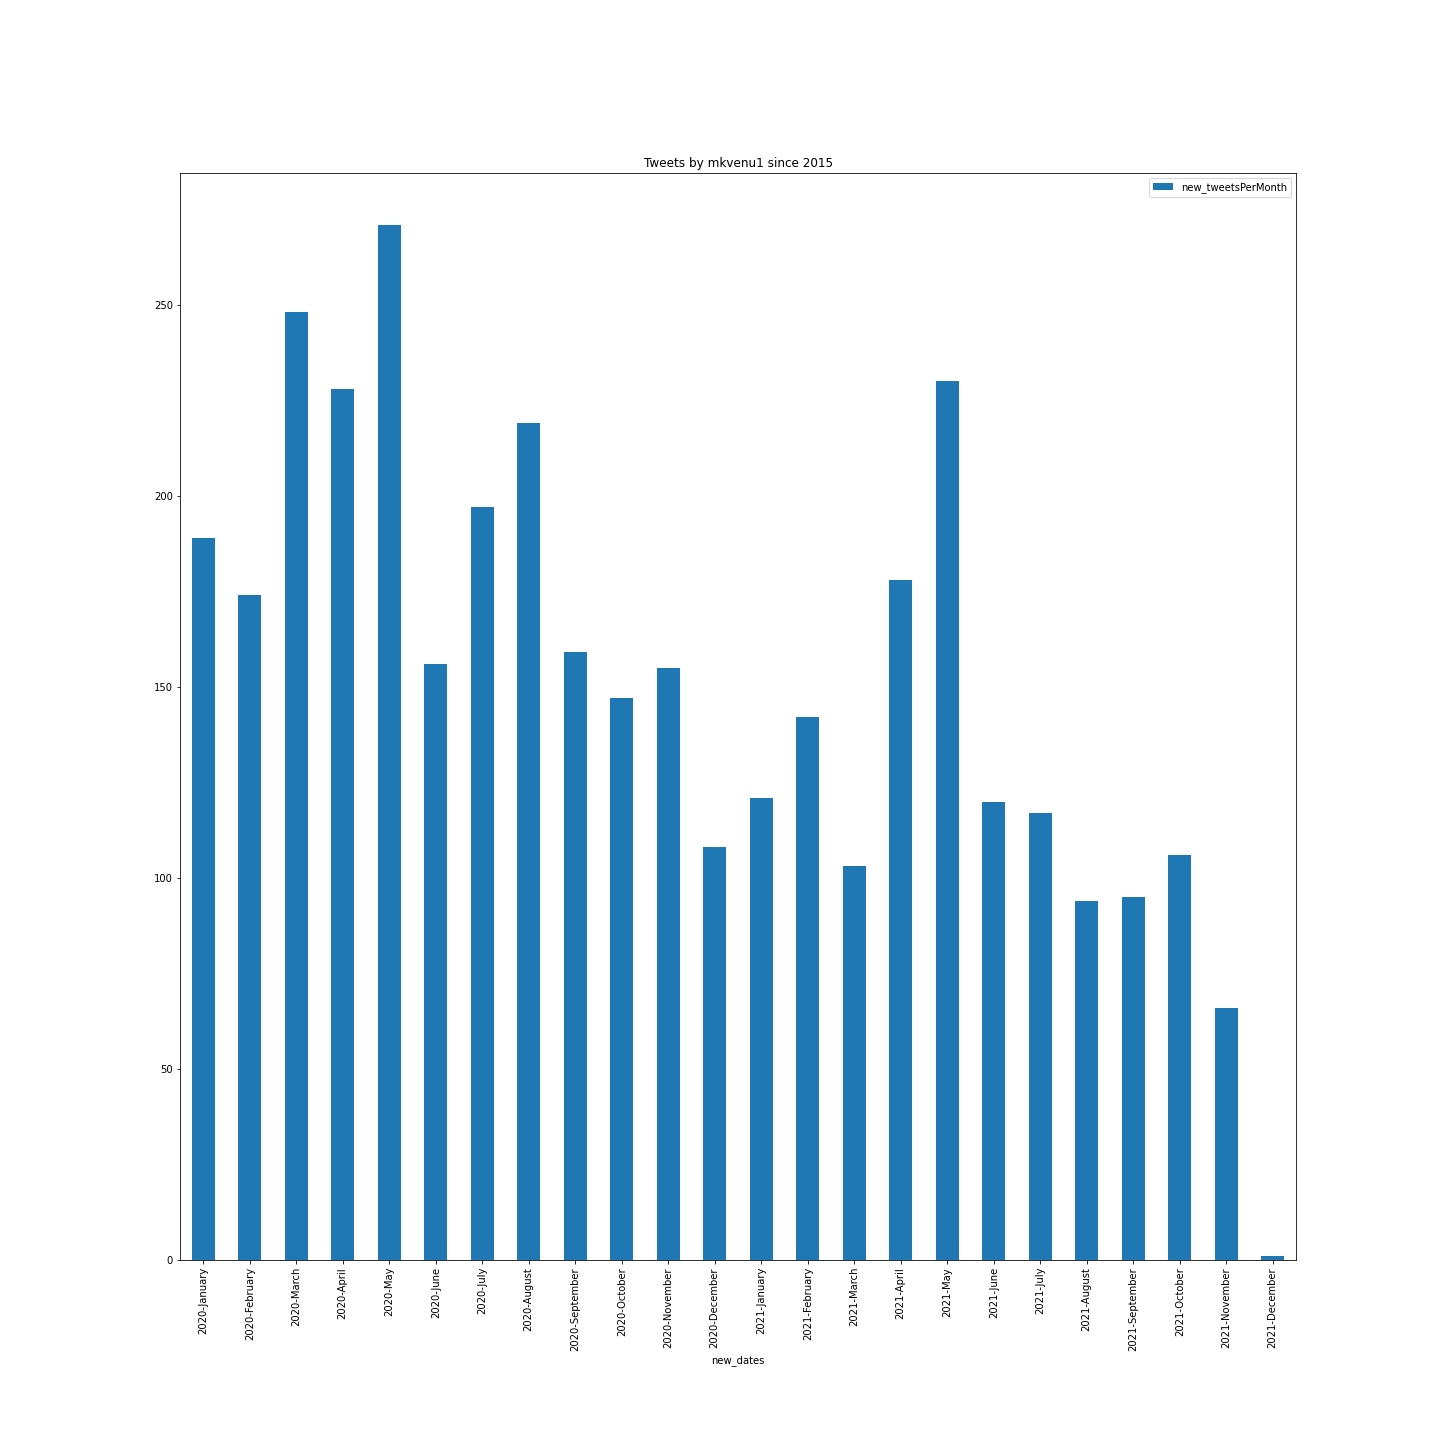 Tweets by mkvenu1 since 2015
new_tweetsPerMonth
250
200
150
100
50
0
2020-January
2020-February
2020-March
2020-April
2020-May
2020-June
2020-July
2020-August
2020-September
2020-October
2020-November
2020-December
2021-January
2021-February
2021-March
2021-April
2021-May
2021-June
2021-July
2021-August
2021-September
2021-October
2021-November
2021-December
new_dates